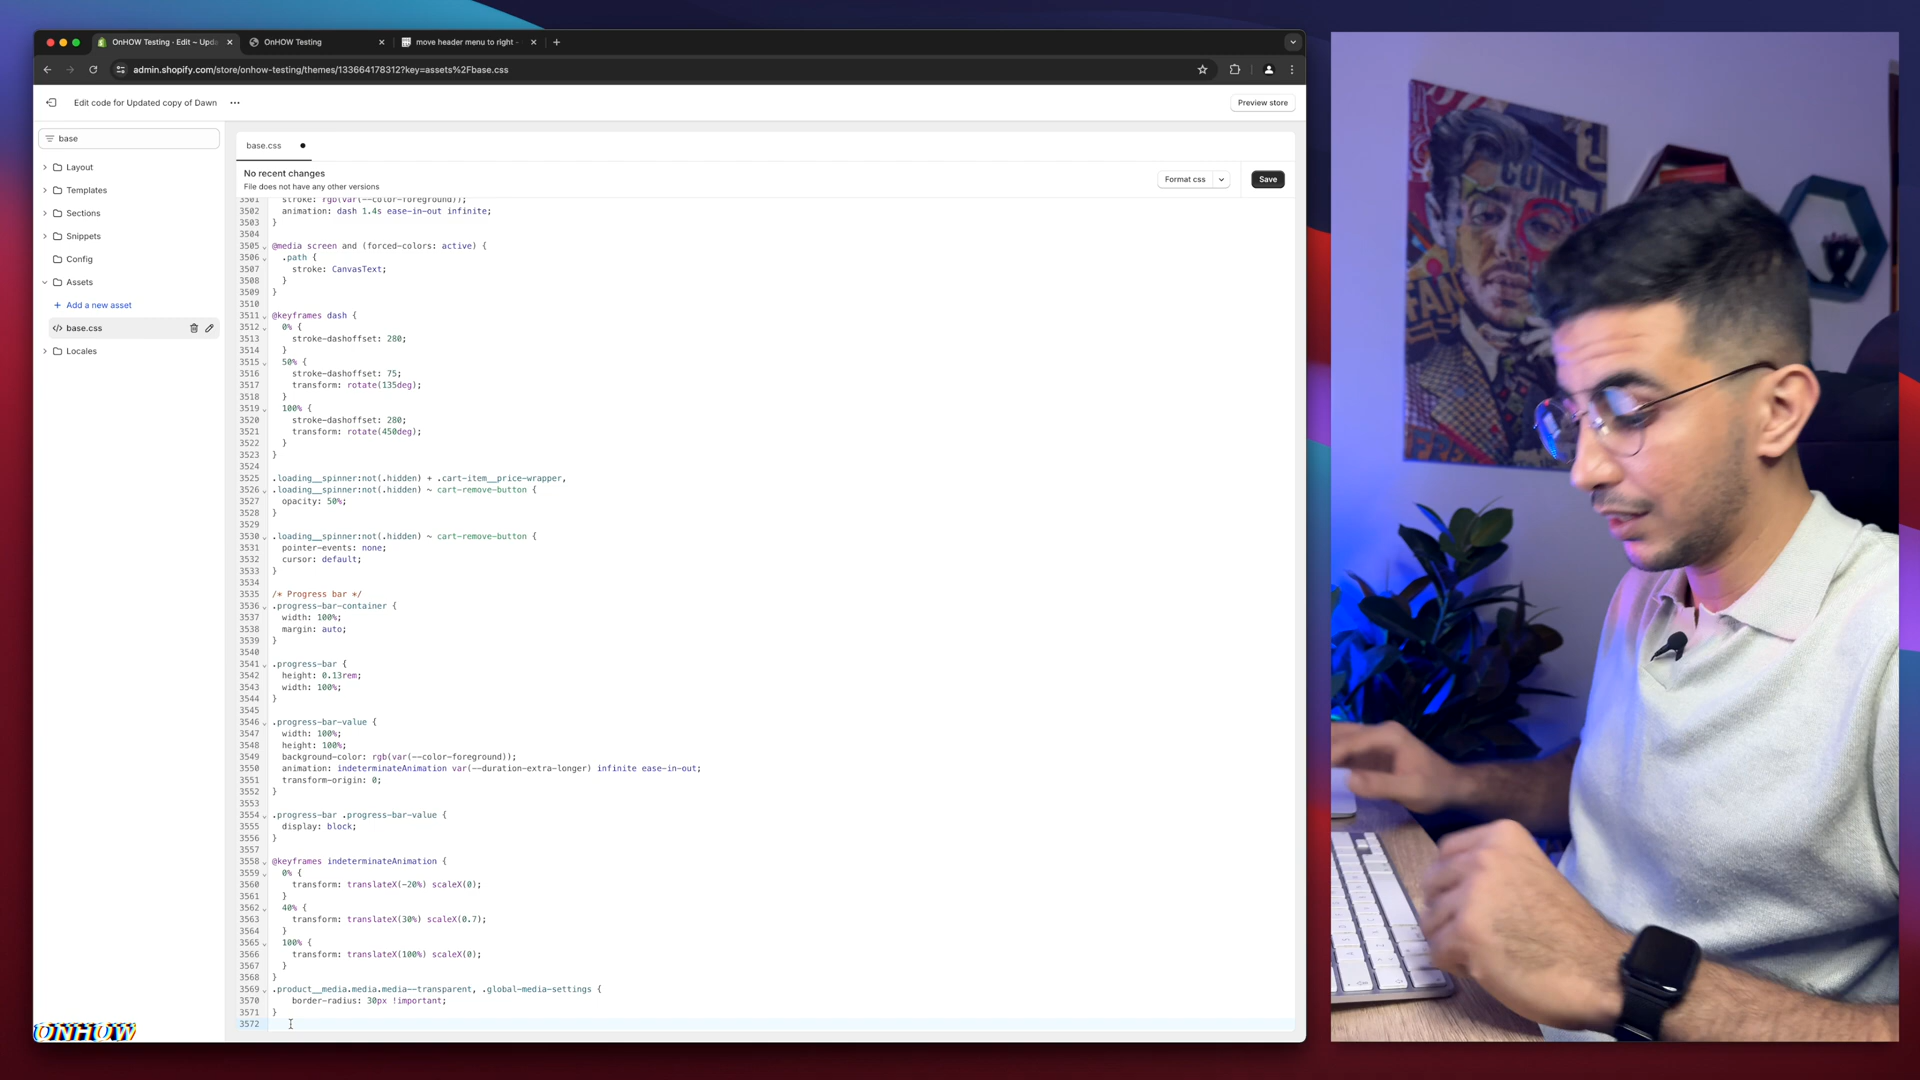 OnHOW Testing · Edit ~ Upda
OnHOW Testing
move header menu to right -
admin.shopify.com/store/onhow-testing/themes/133664178312?key=assets%2Fbase.css
Edit code for Updated copy of Dawn
Preview store
base
Layout
Templates
Sections
Snippets
Config
Assets
Add a new asset
base.css
Locales
base.css
No recent changes
File does not have any other versions
Format css
Save
3501 stroke: rgb(var(--color-foreground));
3502 animation: dash 1.4s ease-in-out infinite;
3503 }
3504
3505 @media screen and (forced-colors: active) {
3506 .path {
3507 stroke: CanvasText;
3508 }
3509 }
3510
3511 @keyframes dash {
3512 0% {
3513 stroke-dashoffset: 280;
3514 }
3515 50% {
3516 stroke-dashoffset: 75;
3517 transform: rotate(135deg);
3518 }
3519 100% {
3520 stroke-dashoffset: 280;
3521 transform: rotate(450deg);
3522 }
3523 }
3524
3525 .loading__spinner:not(.hidden) + .cart-item__price-wrapper,
3526 .loading__spinner:not(.hidden) ~ cart-remove-button {
3527 opacity: 50%;
3528 }
3529
3530 .loading__spinner:not(.hidden) ~ cart-remove-button {
3531 pointer-events: none;
3532 cursor: default;
3533 }
3534
3535 /* Progress bar */
3536 .progress-bar-container {
3537 width: 100%;
3538 margin: auto;
3539 }
3540
3541 .progress-bar {
3542 height: 0.13rem;
3543 width: 100%;
3544 }
3545
3546 .progress-bar-value {
3547 width: 100%;
3548 height: 100%;
3549 background-color: rgb(var(--color-foreground));
3550 animation: indeterminateAnimation var(--duration-extra-longer) infinite ease-in-out;
3551 transform-origin: 0;
3552 }
3553
3554 .progress-bar .progress-bar-value {
3555 display: block;
3556 }
3557
3558 @keyframes indeterminateAnimation {
3559 0% {
3560 transform: translateX(-20%) scaleX(0);
3561 }
3562 40% {
3563 transform: translateX(30%) scaleX(0.7);
3564 }
3565 100% {
3566 transform: translateX(100%) scaleX(0);
3567 }
3568 }
3569 .product__media.media.media--transparent, .global-media-settings {
3570 border-radius: 30px !important;
3571 }
3572
ONHOW